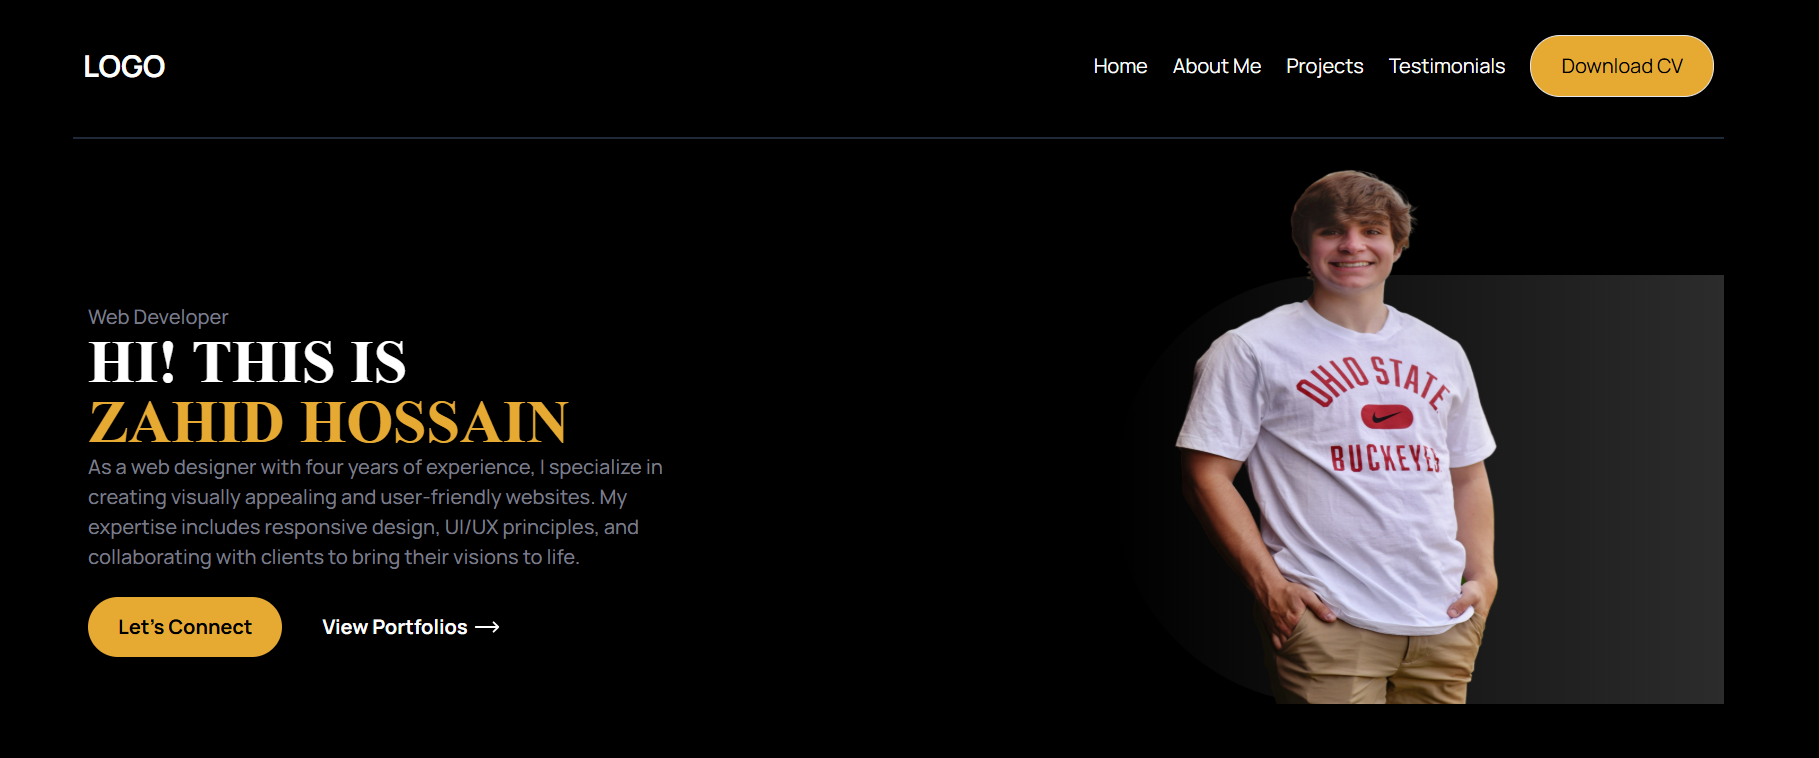 LOGO
Home About Me Projects Testimonials Download CV
Web Developer
HI! THIS IS
ZAHID HOSSAIN
As a web designer with four years of experience, I specialize in
creating visually appealing and user-friendly websites. My
expertise includes responsive design, UI/UX principles, and
collaborating with clients to bring their visions to life.
Let's Connect View Portfolios →
OHIO STATE
BUCKEYES